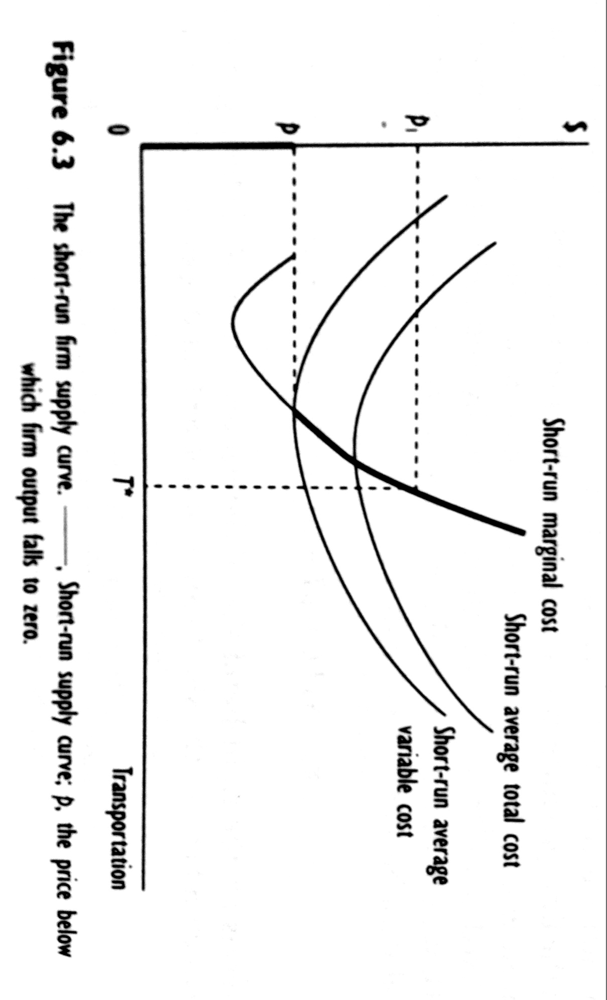 $
p₁
p
0
Short-run marginal cost
Short-run average total cost
Short-run average
variable cost
T*
Transportation
Figure 6.3 The short-run firm supply curve. ———, Short-run supply curve; p, the price below
which firm output falls to zero.